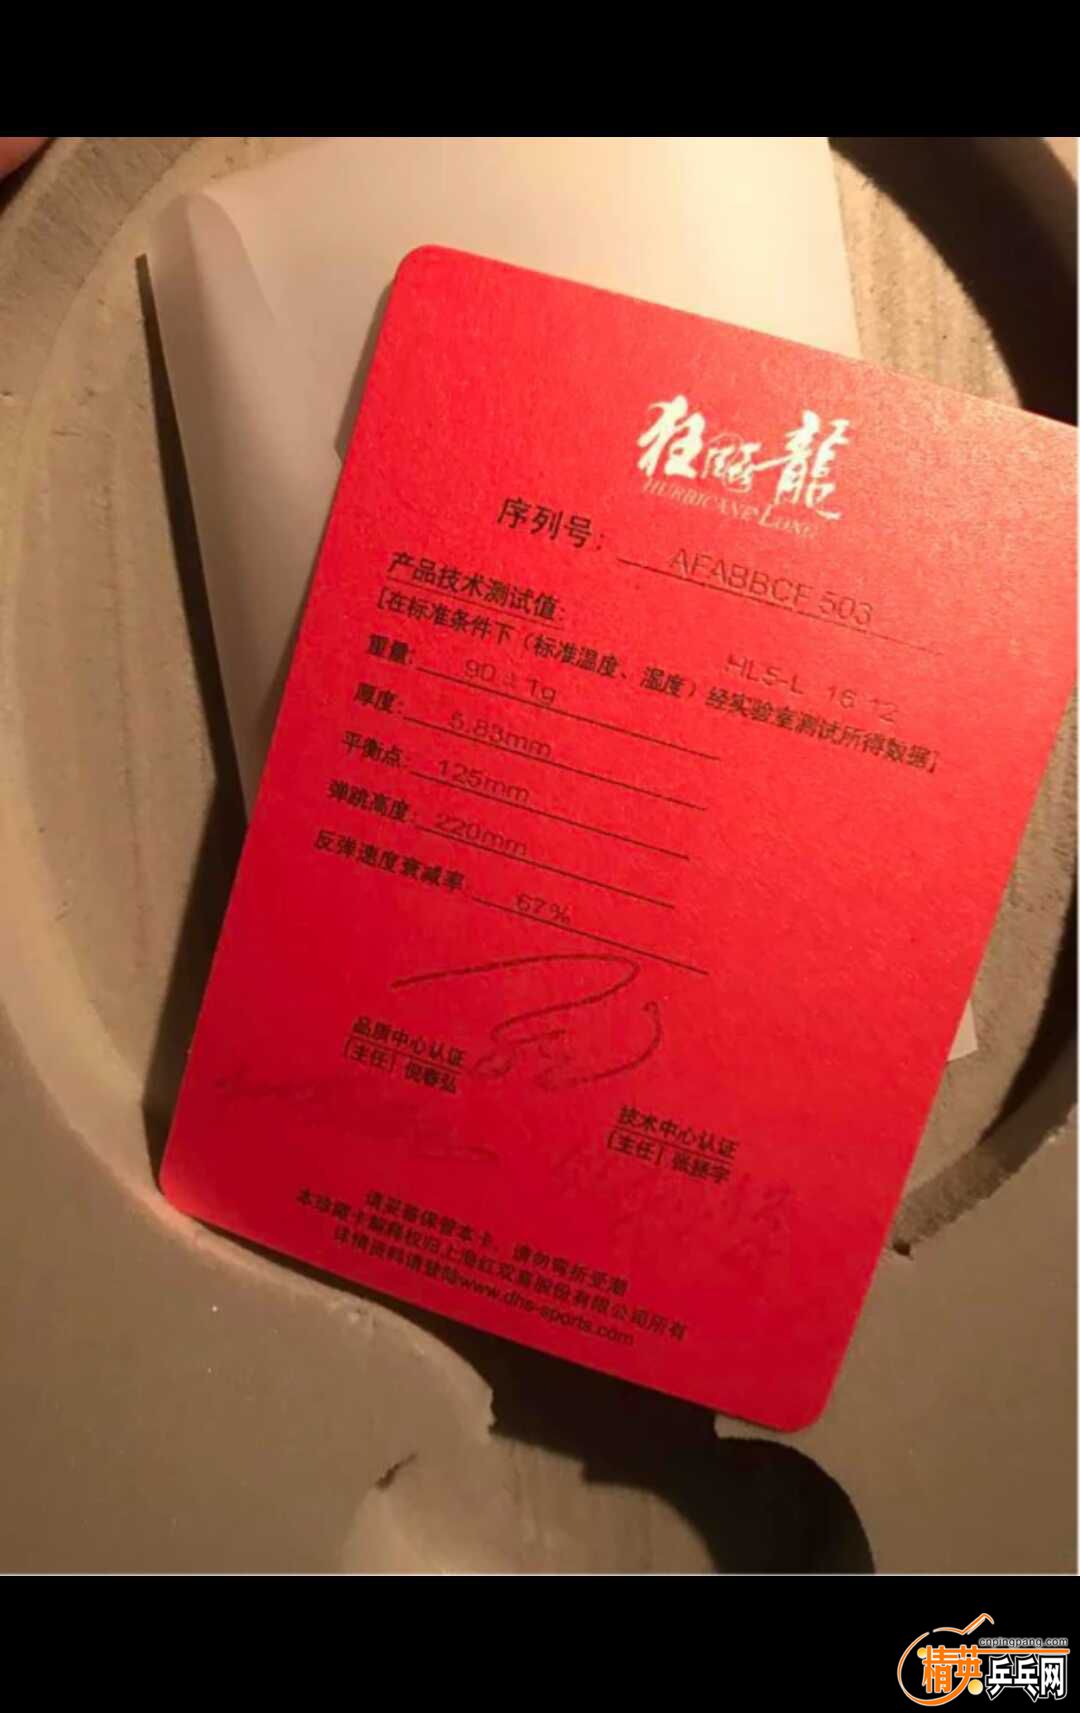 狂飚龍
HURRICANE LONG
序列号: AFABBCF 503
HL5-L 16 12
产品技术测试值:
[在标准条件下（标准温度、湿度）经实验室测试所得数据]
重量: 90±1g
厚度: 5.83mm
平衡点: 125mm
弹跳高度: 220mm
反弹速度衰减率: 67%
品质中心认证
[主任] 倪春弘
技术中心认证
[主任] 张拯宇
请妥善保管本卡，请勿弯折受潮
本珍藏卡解释权归上海红双喜股份有限公司所有
详情资料请登陆www.dhs-sports.com
cnpingpang.com
精英乒乓网